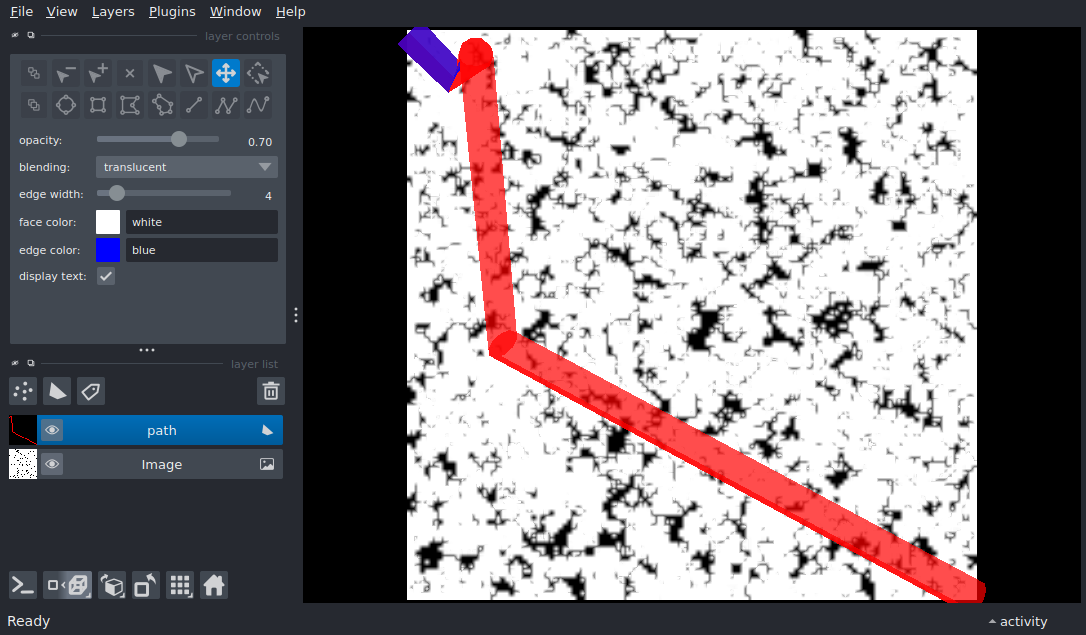 File View Layers Plugins Window Help
layer controls
opacity: 0.70
blending: translucent
edge width: 4
face color: white
edge color: blue
display text:
layer list
path
Image
Ready
activity